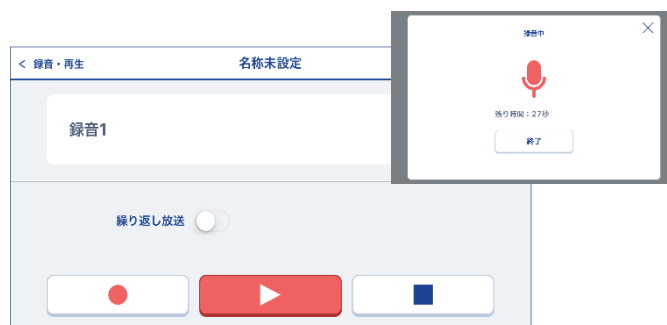 < 録音・再生
名称未設定
録音1
繰り返し放送
録音中
残り時間:27秒
終了